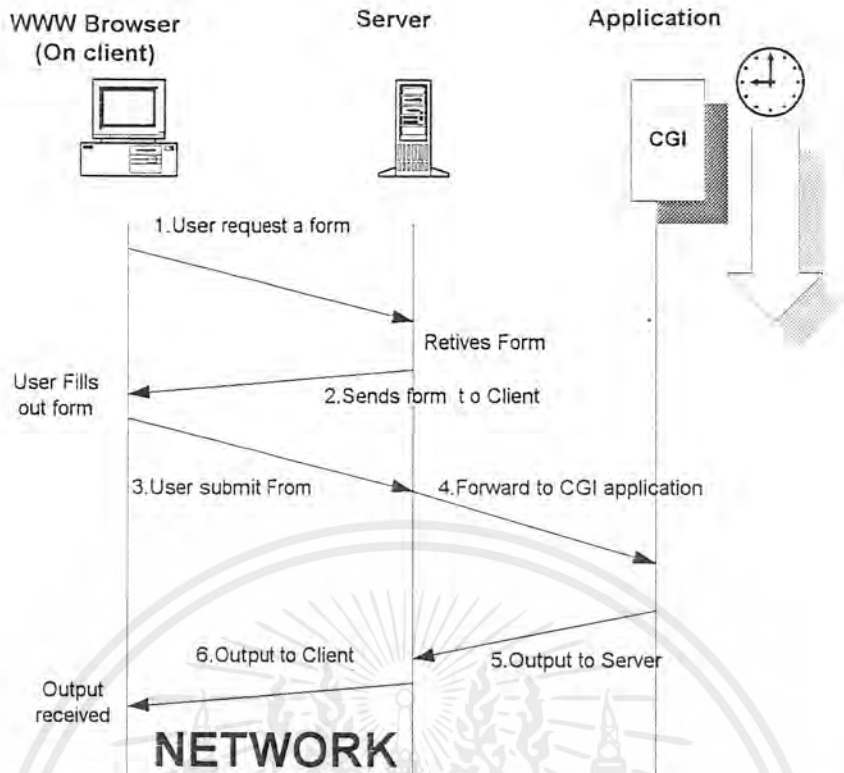 WWW Browser
(On client)
Server
Application
CGI
1.User request a form
Retives Form
User Fills
out form
2.Sends form t o Client
3.User submit From
4.Forward to CGI application
6.Output to Client
5.Output to Server
Output
received
NETWORK